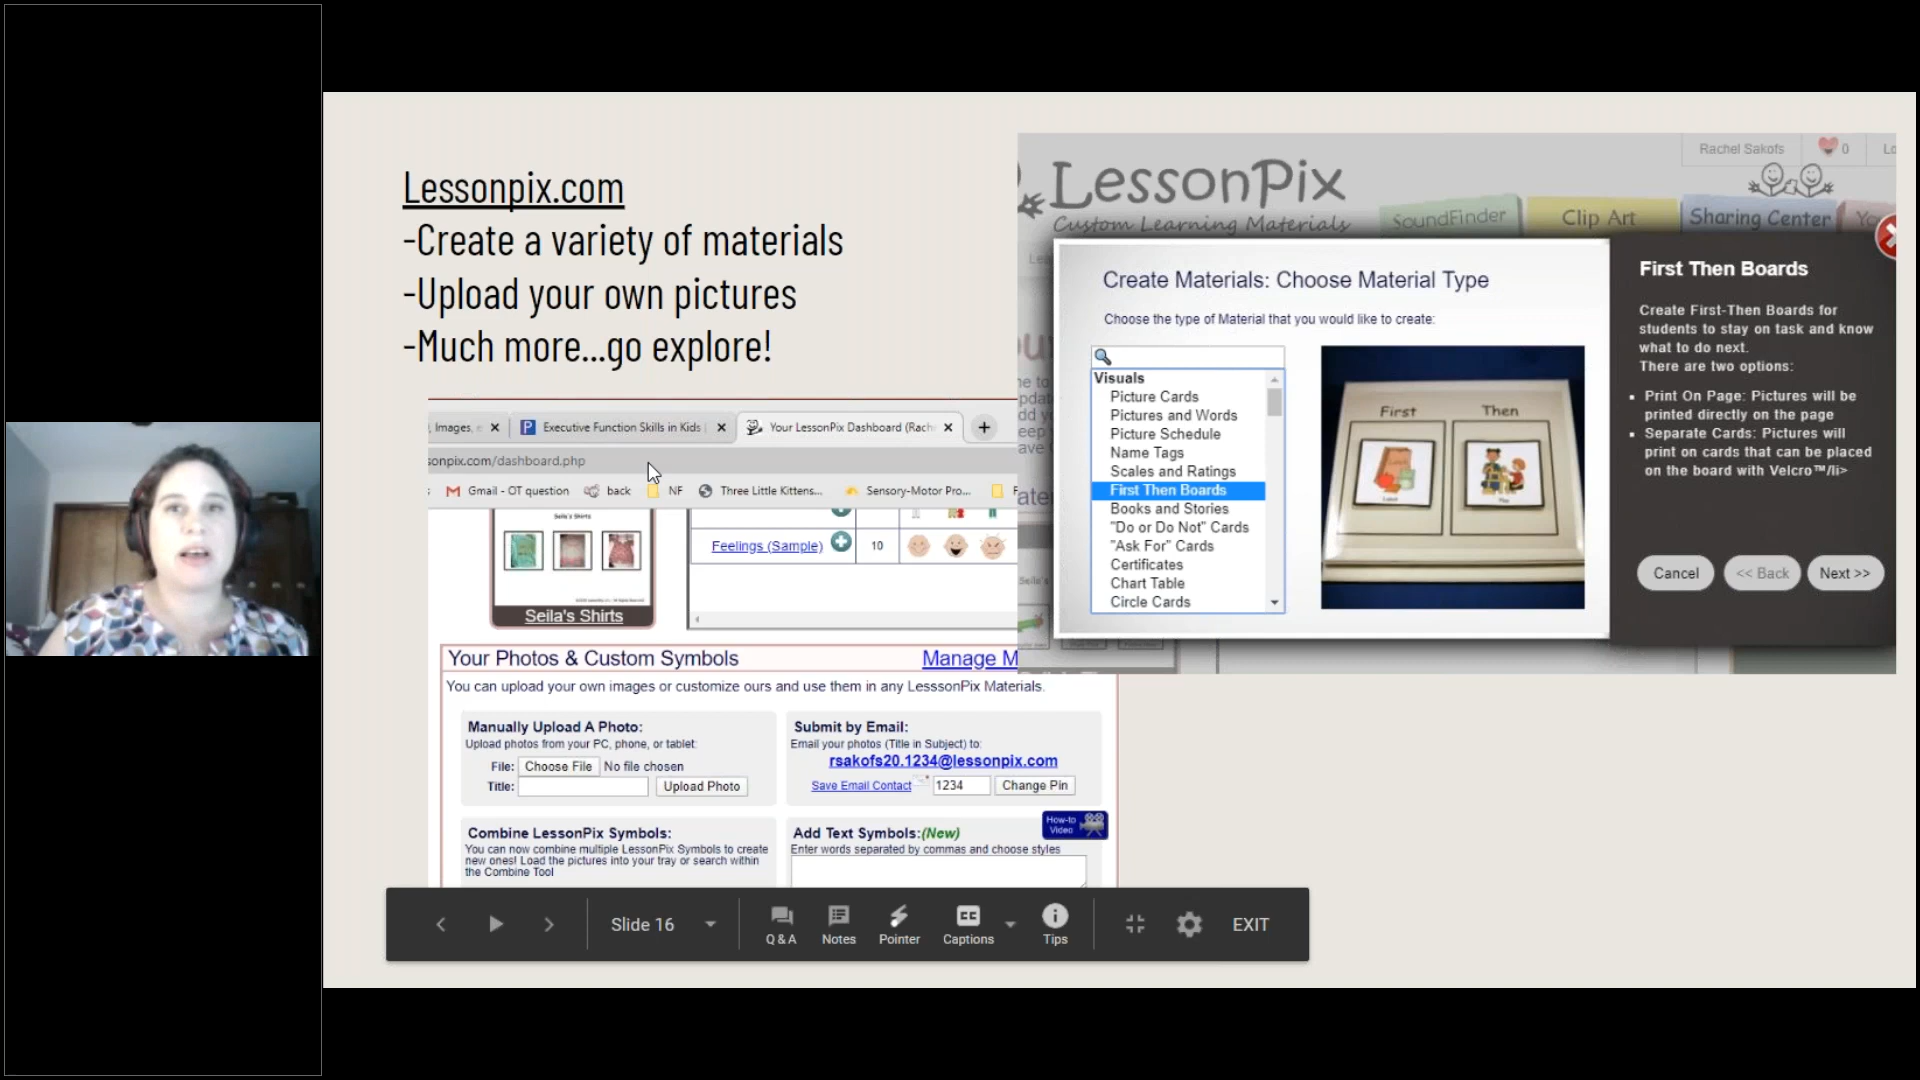 Lessonpix.com
-Create a variety of materials
-Upload your own pictures
-Much more...go explore!
Images, e
Executive Function Skills in Kids
Your LessonPix Dashboard (Rach
sonpix.com/dashboard.php
Gmail - OT question
back
NF
Three Little Kittens...
Sensory-Motor Pro...
Seila's Shirts
Seila's Shirts
Feelings (Sample)
10
Your Photos & Custom Symbols
Manage M
You can upload your own images or customize ours and use them in any LesssonPix Materials.
Manually Upload A Photo:
Upload photos from your PC, phone, or tablet:
File: Choose File No file chosen
Title: Upload Photo
Submit by Email:
Email your photos (Title in Subject) to:
rsakofs20.1234@lessonpix.com
Save Email Contact 1234 Change Pin
Combine LessonPix Symbols:
You can now combine multiple LessonPix Symbols to create
new ones! Load the pictures into your tray or search within
the Combine Tool
Add Text Symbols:(New)
How-to
Video
Enter words separated by commas and choose styles
LessonPix
Custom Learning Materials
Rachel Sakofs
0
Lo
SoundFinder
Clip Art
Sharing Center
Yo
Create Materials: Choose Material Type
Choose the type of Material that you would like to create:
Visuals
Picture Cards
Pictures and Words
Picture Schedule
Name Tags
Scales and Ratings
First Then Boards
Books and Stories
"Do or Do Not" Cards
"Ask For" Cards
Certificates
Chart Table
Circle Cards
First Then
First Then Boards
Create First-Then Boards for
students to stay on task and know
what to do next.
There are two options:
Print On Page: Pictures will be
printed directly on the page
Separate Cards: Pictures will
print on cards that can be placed
on the board with Velcro™/li>
Cancel
<< Back
Next >>
Slide 16
Q & A
Notes
Pointer
Captions
Tips
EXIT